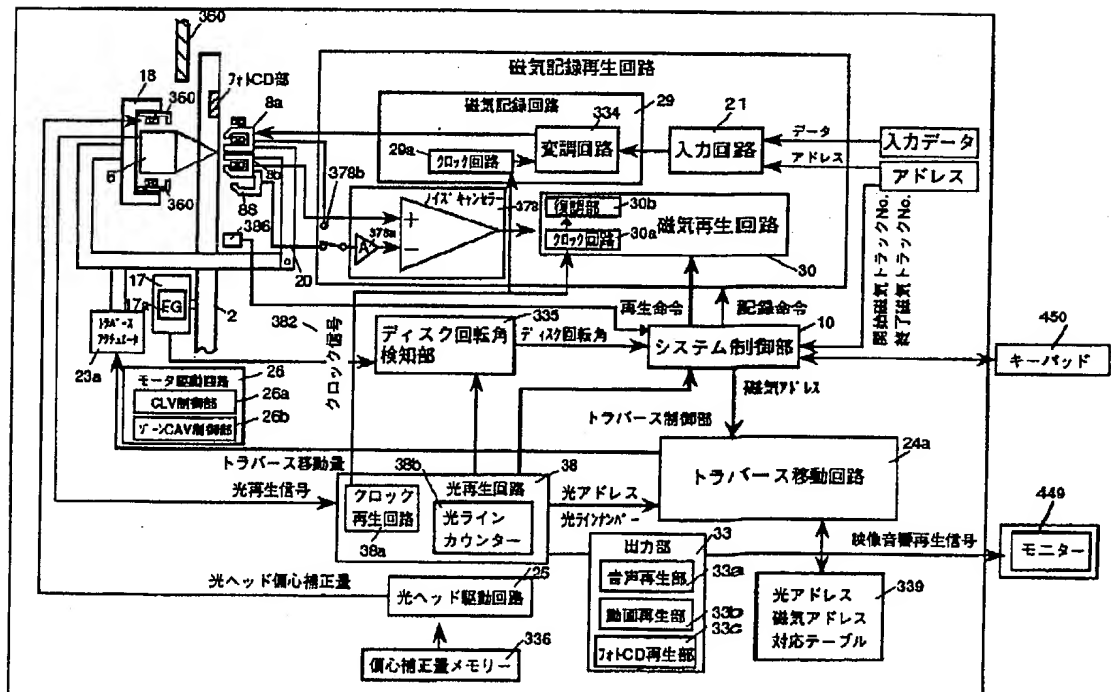 360
フォトCD部
18
360
6
360
8a
8b
88
386
378b
20
2
17
17a
FG
トラバース
アクチュェータ
23a
382
クロック信号
磁気記録再生回路
磁気記録回路
29
334
変調回路
29a
クロック回路
21
入力回路
データ
アドレス
入力データ
アドレス
ノイズキャンセラー
378
378a
A
+
−
復調部
30b
磁気再生回路
クロック回路
30a
30
再生命令
記録命令
開始磁気トラックNo.
終了磁気トラックNo.
335
ディスク回転角
検知部
ディスク回転角
10
システム制御部
450
キーパッド
磁気アドレス
トラバース制御部
モータ駆動回路
26
CLV制御部
26a
ゾーンCAV制御部
26b
トラバース移動量
24a
トラバース移動回路
光再生信号
38
光再生回路
クロック
再生回路
38a
38b
光ライン
カウンター
光アドレス
光ラインナンバー
33
出力部
音声再生部
33a
動画再生部
33b
フォトCD再生部
33c
映像音響再生信号
449
モニター
339
光アドレス
磁気アドレス
対応テーブル
光ヘッド偏心補正量
25
光ヘッド駆動回路
336
偏心補正量メモリー